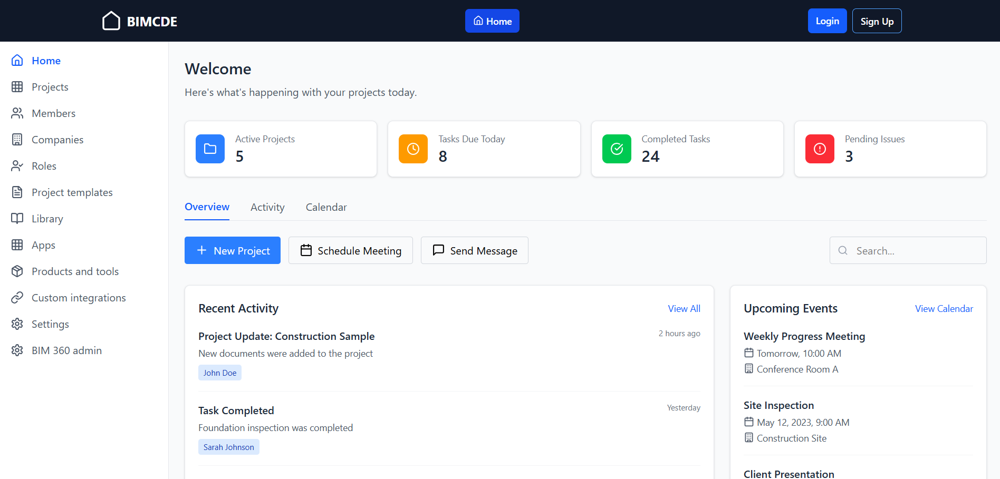 BIMCDE
Home
Login
Sign Up
Home
Projects
Members
Companies
Roles
Project templates
Library
Apps
Products and tools
Custom integrations
Settings
BIM 360 admin
Welcome
Here's what's happening with your projects today.
Active Projects
5
Tasks Due Today
8
Completed Tasks
24
Pending Issues
3
Overview
Activity
Calendar
New Project
Schedule Meeting
Send Message
Search...
Recent Activity
View All
Project Update: Construction Sample
2 hours ago
New documents were added to the project
John Doe
Task Completed
Yesterday
Foundation inspection was completed
Sarah Johnson
Upcoming Events
View Calendar
Weekly Progress Meeting
Tomorrow, 10:00 AM
Conference Room A
Site Inspection
May 12, 2023, 9:00 AM
Construction Site
Client Presentation